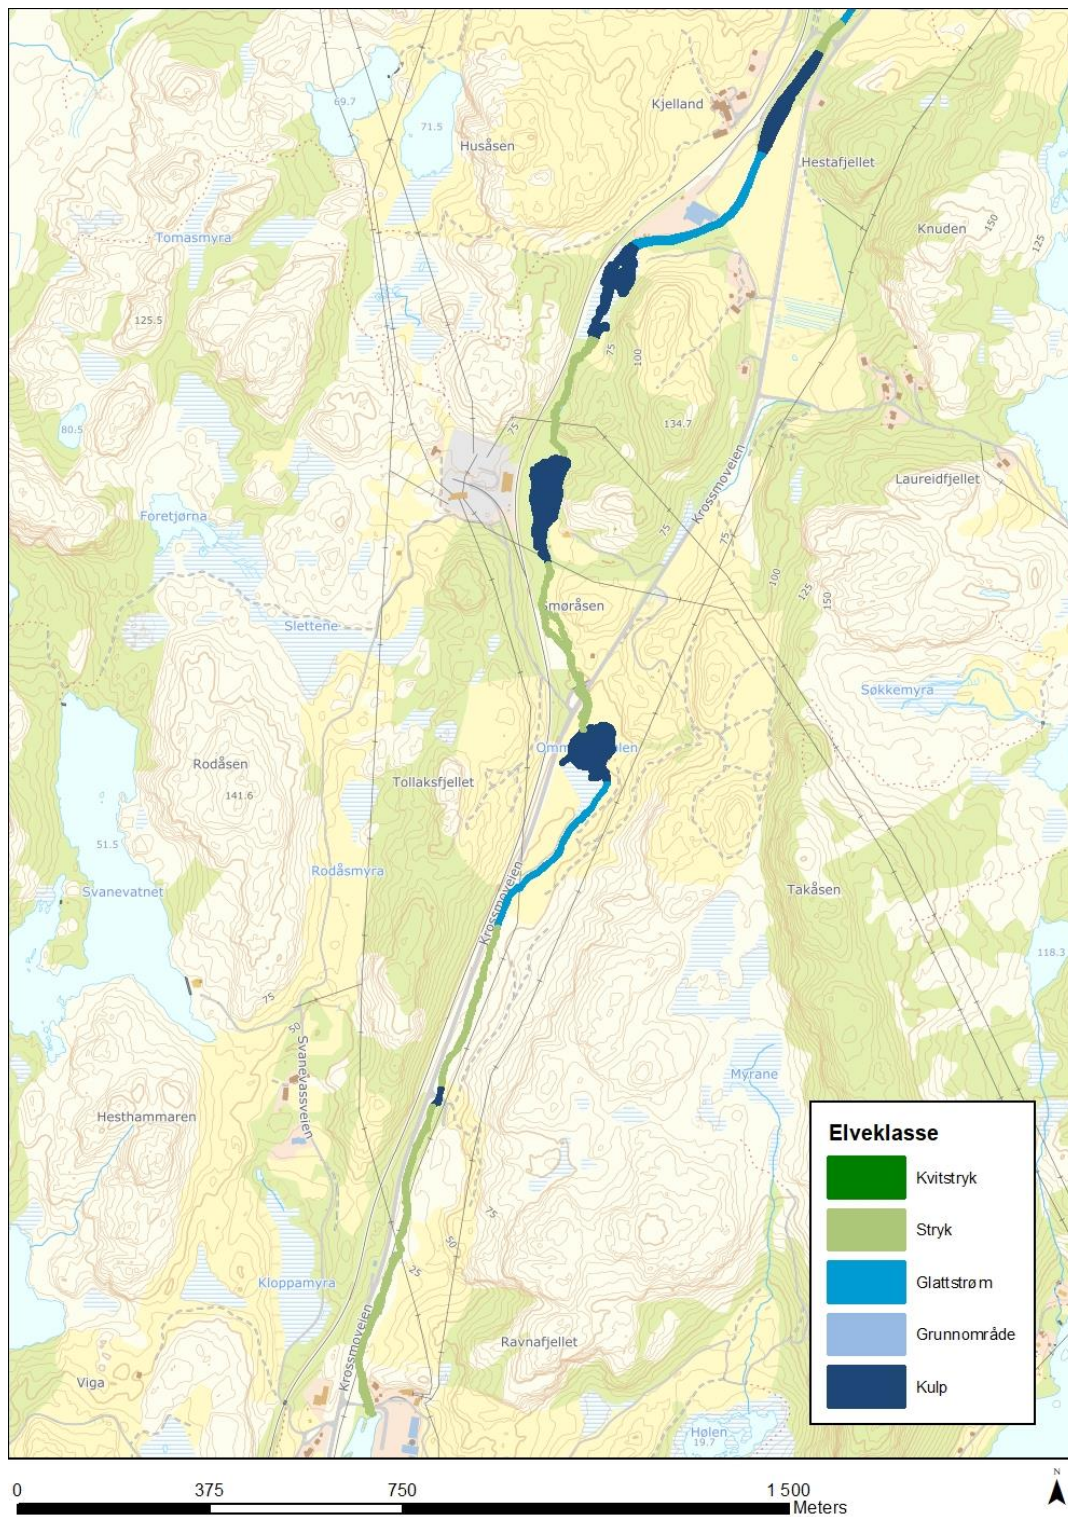 69.7
71.5
Kjelland
Husåsen
Hestafjellet
Tomasmyra
Knuden
150
125
125.5
75
100
80.5
75
134.7
Krossmoveien
Laureidfjellet
Foretjørna
75
75
100
125
150
Smøråsen
Slettene
Søkkemyra
Rodåsen
141.6
Tollaksfjellet
51.5
Svanevatnet
Rodåsmyra
Takåsen
Krossmoveien
118.3
75
50
Svanevassveien
Myrane
Hesthammaren
75
50
25
Kloppamyra
Krossmoveien
Ravnafjellet
Viga
Hølen
19.7
Elveklasse
Kvitstryk
Stryk
Glattstrøm
Grunnområde
Kulp
0 375 750 1 500
Meters
N